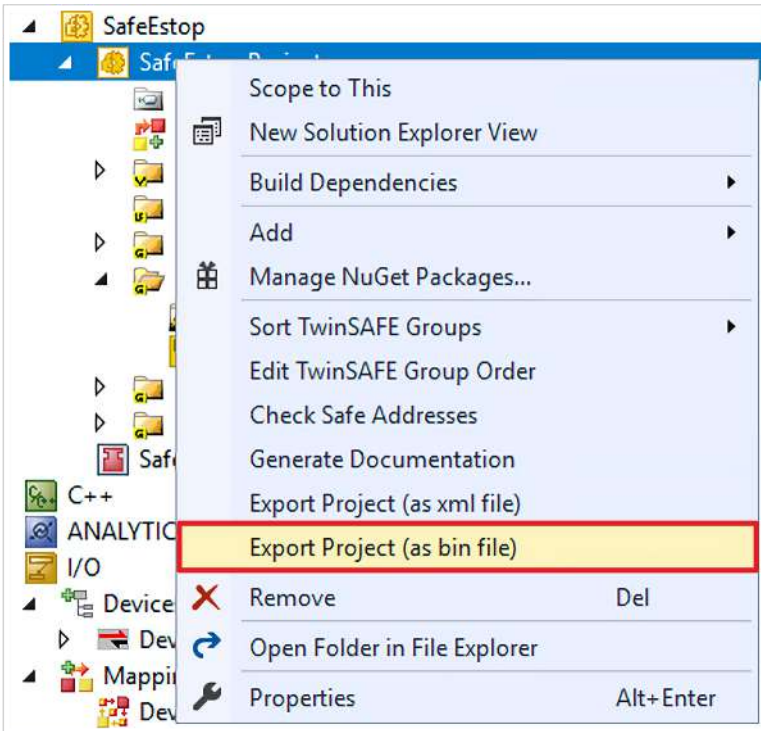 SafeEstop
Scope to This
New Solution Explorer View
Build Dependencies
Add
Manage NuGet Packages...
Sort TwinSAFE Groups
Edit TwinSAFE Group Order
Check Safe Addresses
Generate Documentation
Export Project (as xml file)
Export Project (as bin file)
Remove Del
Open Folder in File Explorer
Properties Alt+Enter
C++
I/O